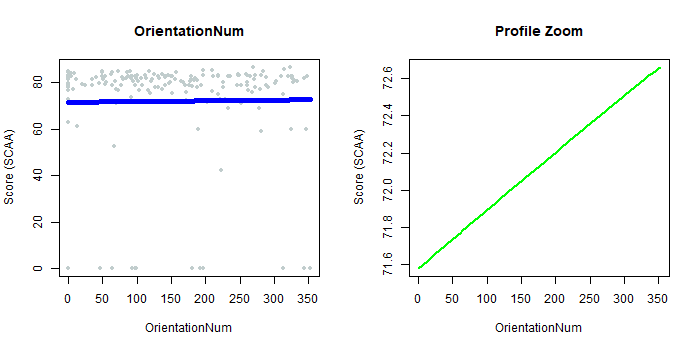 OrientationNum
Score (SCAA)
80
60
40
20
0
0 50 100 150 200 250 300 350
OrientationNum
Profile Zoom
Score (SCAA)
72.6
72.4
72.2
72.0
71.8
71.6
0 50 100 150 200 250 300 350
OrientationNum